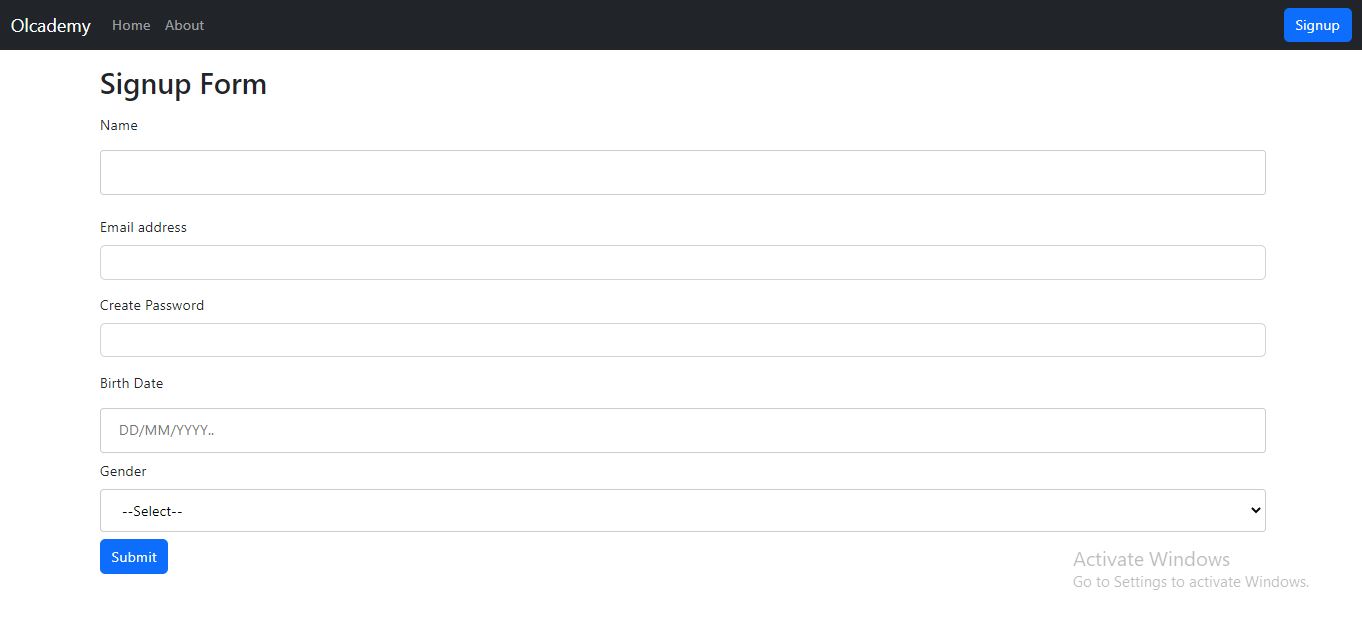 Olcademy Home About Signup
Signup Form
Name
Email address
Create Password
Birth Date
DD/MM/YYYY..
Gender
--Select--
Submit
Activate Windows
Go to Settings to activate Windows.